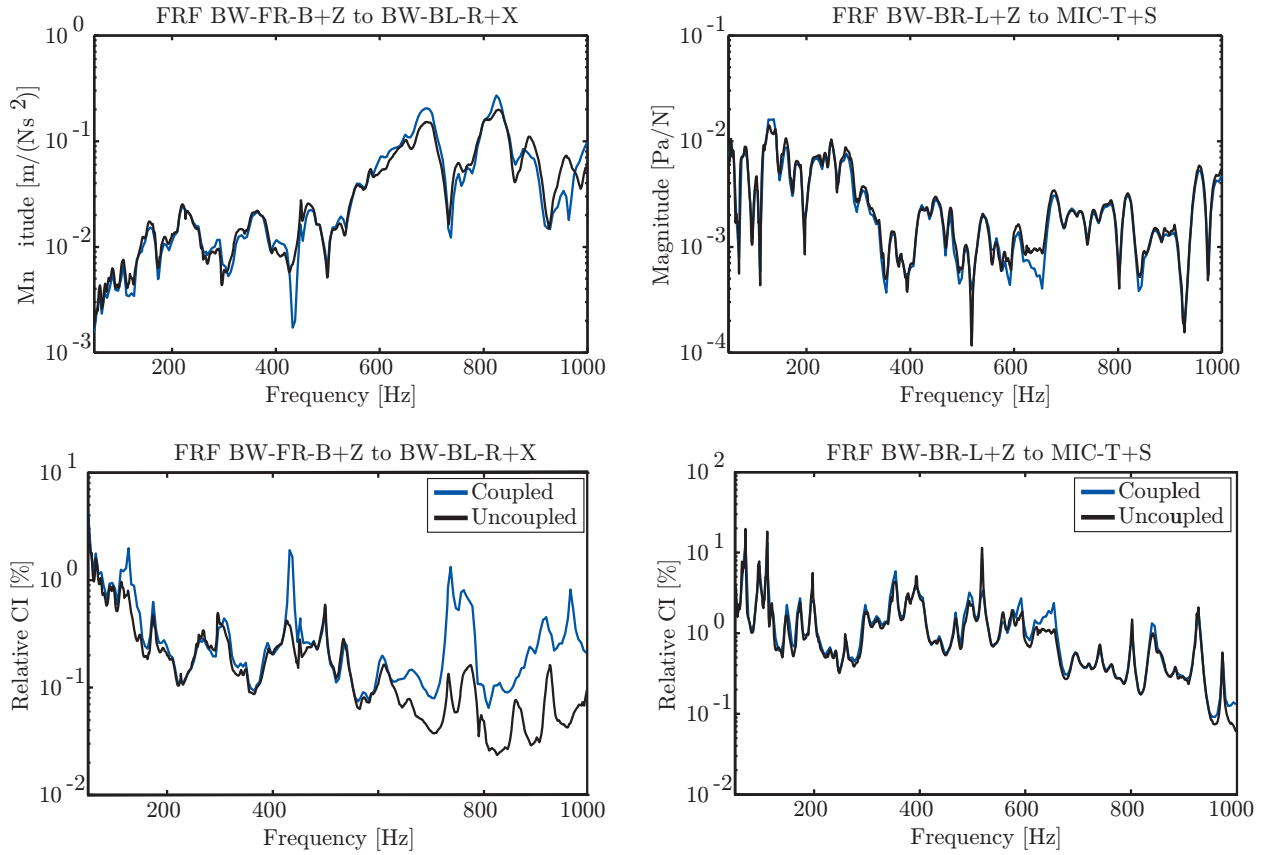 FRF BW-FR-B+Z to BW-BL-R+X
10^0
10^-1
10^-2
10^-3
Mn itude [m/(Ns^2)]
200 400 600 800 1000
Frequency [Hz]
FRF BW-BR-L+Z to MIC-T+S
10^-1
10^-2
10^-3
10^-4
Magnitude [Pa/N]
200 400 600 800 1000
Frequency [Hz]
FRF BW-FR-B+Z to BW-BL-R+X
10^1
10^0
10^-1
10^-2
Relative CI [%]
Coupled
Uncoupled
200 400 600 800 1000
Frequency [Hz]
FRF BW-BR-L+Z to MIC-T+S
10^2
10^1
10^0
10^-1
10^-2
Relative CI [%]
Coupled
Uncoupled
200 400 600 800 1000
Frequency [Hz]